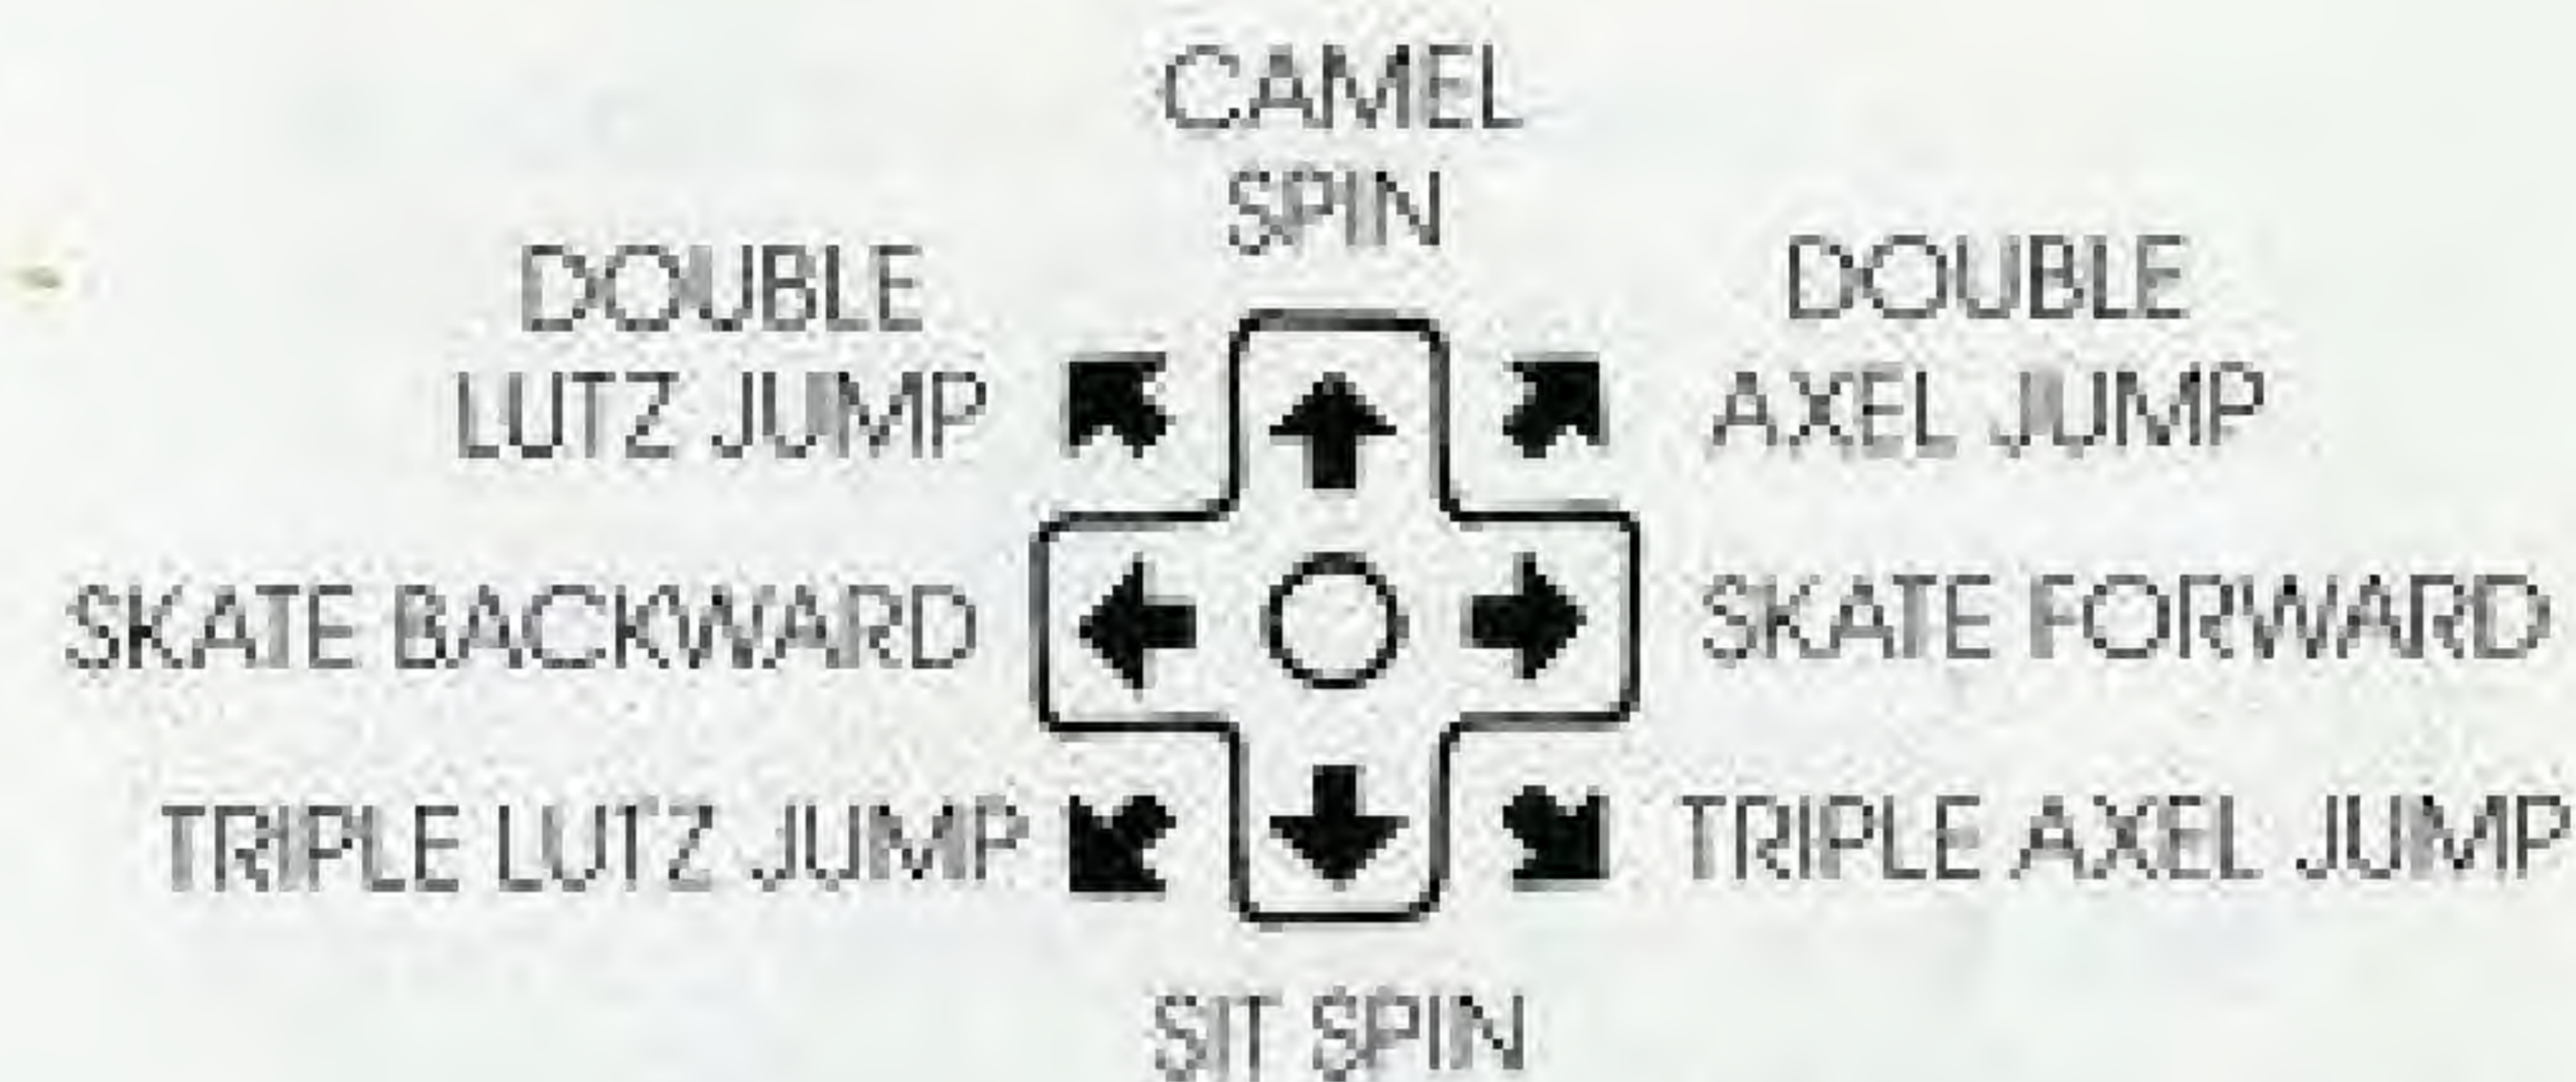 CAMEL
SPIN
DOUBLE
LUTZ JUMP
DOUBLE
AXEL JUMP
SKATE BACKWARD
SKATE FORWARD
TRIPLE LUTZ JUMP
TRIPLE AXEL JUMP
SIT SPIN